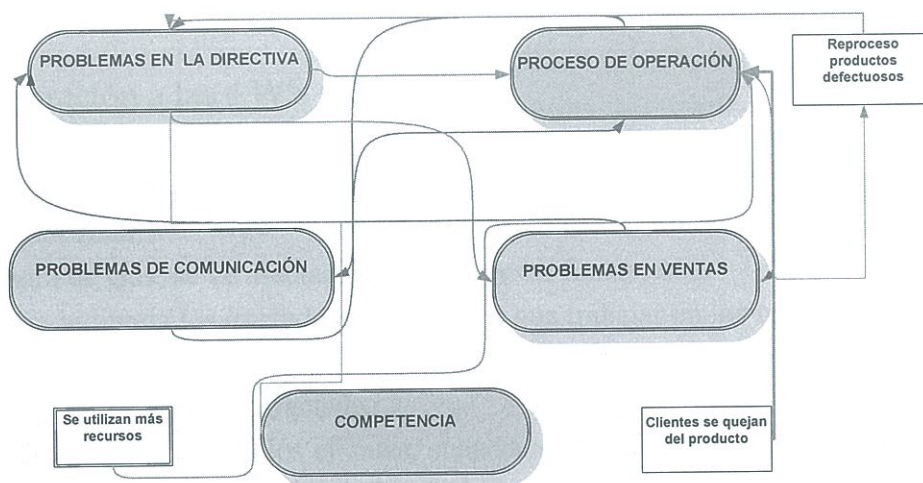 PROBLEMAS EN LA DIRECTIVA
PROCESO DE OPERACIÓN
Reproceso
productos
defectuosos
PROBLEMAS DE COMUNICACIÓN
PROBLEMAS EN VENTAS
Se utilizan más
recursos
COMPETENCIA
Clientes se quejan
del producto